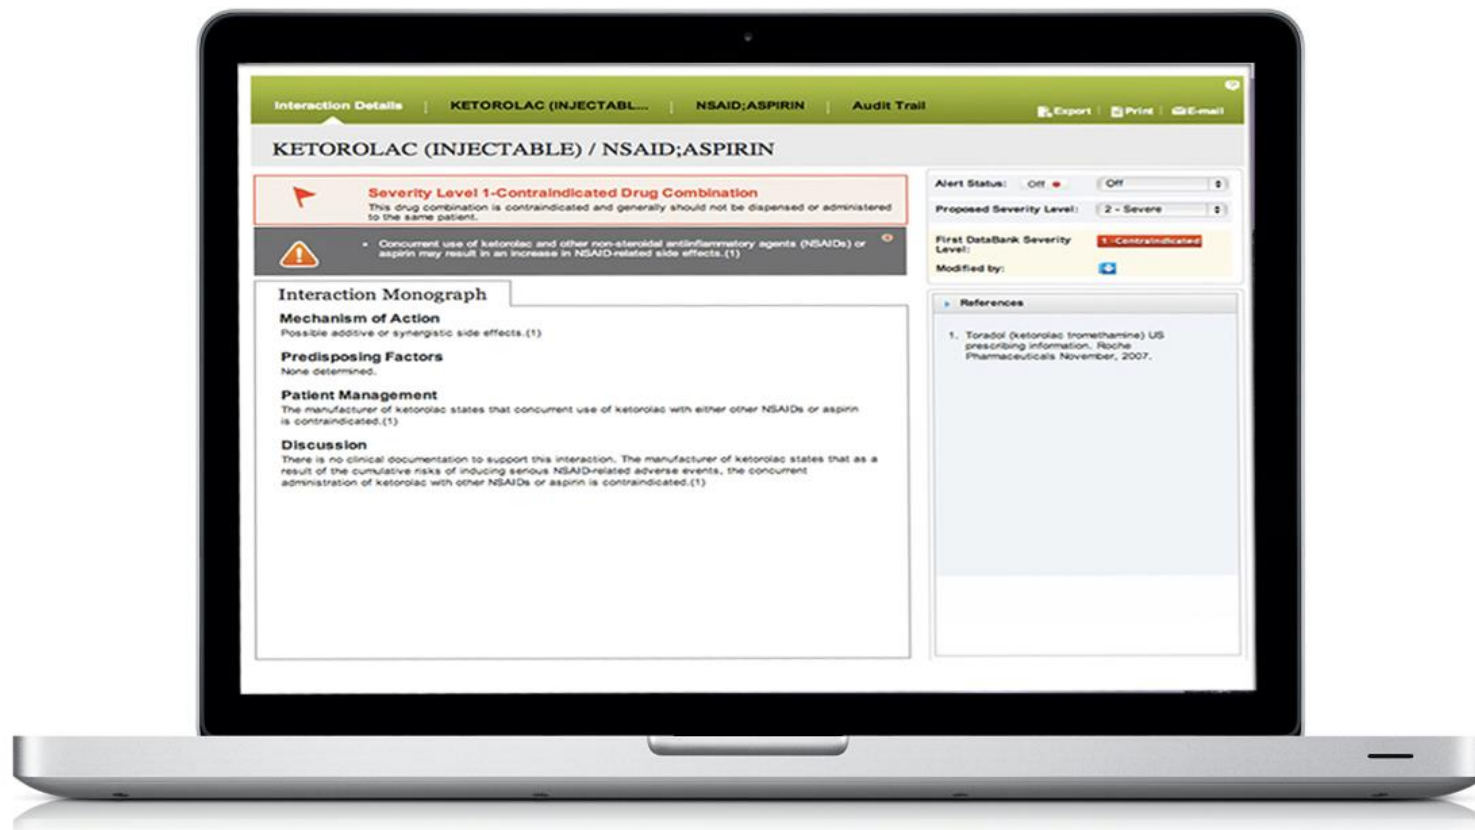 Interaction Details | KETOROLAC (INJECTABL... | NSAID;ASPIRIN | Audit Trail
Export | Print | E-mail
KETOROLAC (INJECTABLE) / NSAID;ASPIRIN
Severity Level 1-Contraindicated Drug Combination
This drug combination is contraindicated and generally should not be dispensed or administered
to the same patient.
• Concurrent use of ketorolac and other non-steroidal antiinflammatory agents (NSAIDs) or
aspirin may result in an increase in NSAID-related side effects.(1)
Interaction Monograph
Mechanism of Action
Possible additive or synergistic side effects.(1)
Predisposing Factors
None determined.
Patient Management
The manufacturer of ketorolac states that concurrent use of ketorolac with either other NSAIDs or aspirin
is contraindicated.(1)
Discussion
There is no clinical documentation to support this interaction. The manufacturer of ketorolac states that as a
result of the cumulative risks of inducing serious NSAID-related adverse events, the concurrent
administration of ketorolac with other NSAIDs or aspirin is contraindicated.(1)
Alert Status: Off Off
Proposed Severity Level: 2 - Severe
First DataBank Severity
Level:
1 -Contraindicated
Modified by:
References
1. Toradol (ketorolac tromethamine) US
prescribing information. Roche
Pharmaceuticals November, 2007.